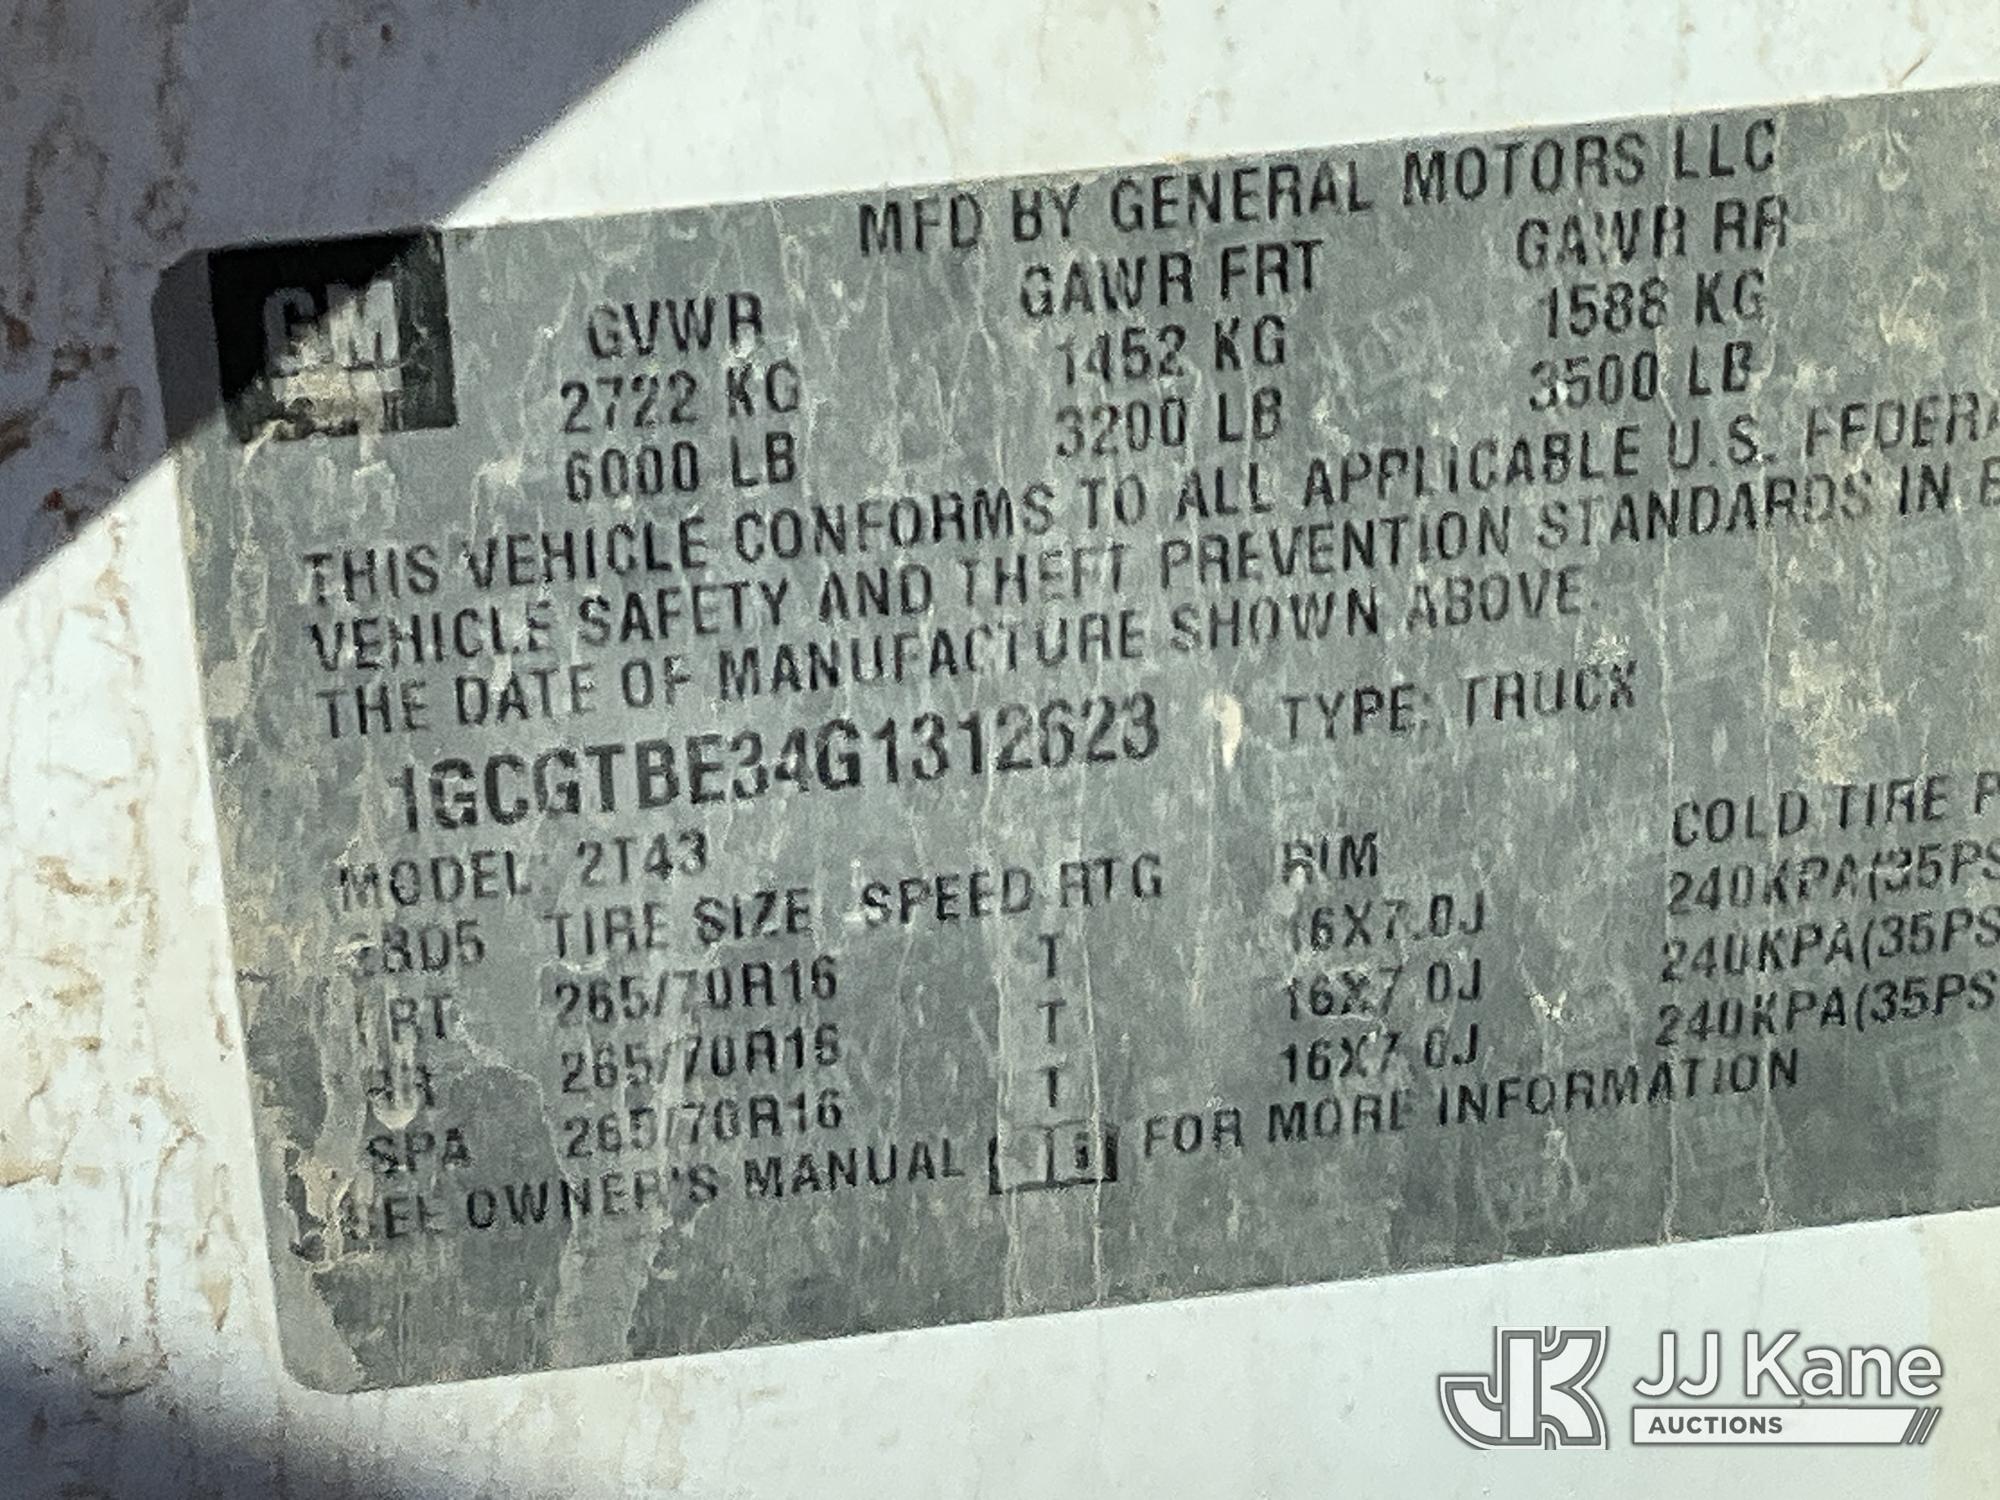 MFD BY GENERAL MOTORS LLC
GM GVWR GAWR FRT GAWR RR
2722 KG 1452 KG 1588 KG
6000 LB 3200 LB 3500 LB
THIS VEHICLE CONFORMS TO ALL APPLICABLE U.S. FEDERA
VEHICLE SAFETY AND THEFT PREVENTION STANDARDS IN E
THE DATE OF MANUFACTURE SHOWN ABOVE.
1GCGTBE34G1312623 TYPE: TRUCK
MODEL: 2T43
TIRE SIZE SPEED RTG RIM COLD TIRE P
FRT 265/70R16 T 16X7.0J 240KPA(35PS
RR 265/70R16 T 16X7.0J 240KPA(35PS
SPA 265/70R16 T 16X7.0J 240KPA(35PS
SEE OWNER'S MANUAL FOR MORE INFORMATION
JK JJ Kane
AUCTIONS